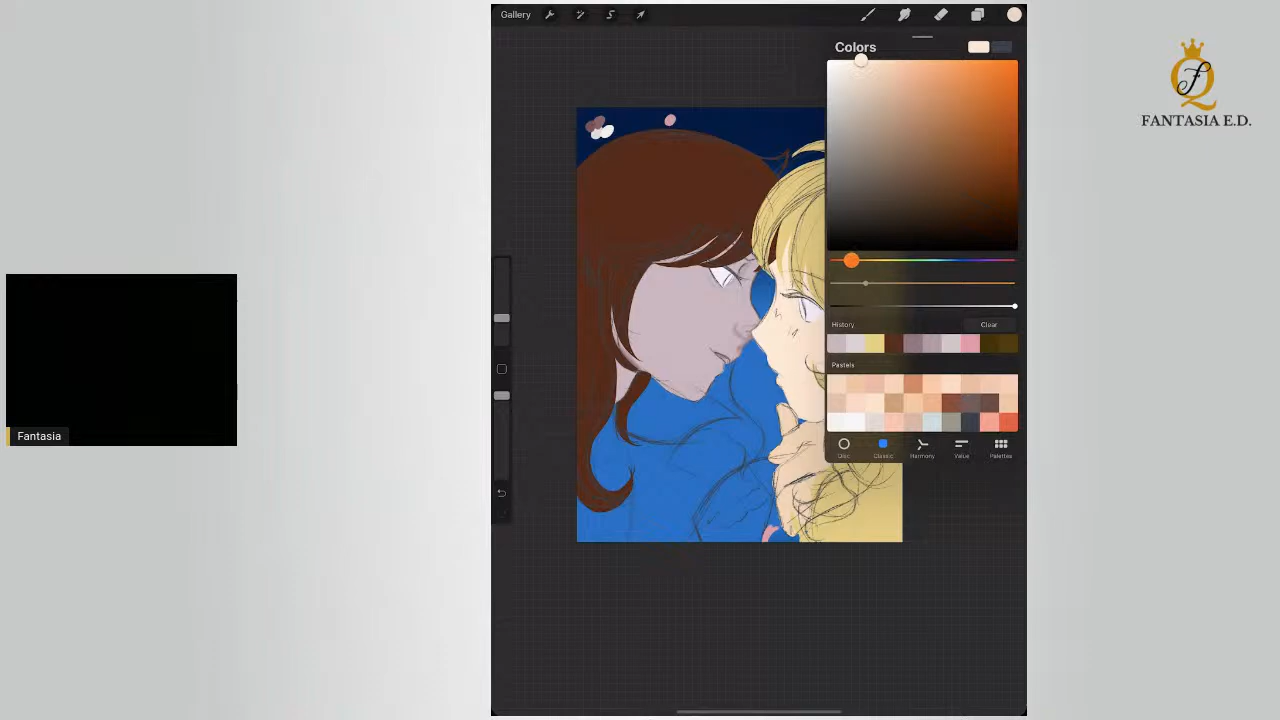 Gallery
Colors
History
Clear
Pastels
Disc
Classic
Harmony
Value
Palettes
Fantasia
FANTASIA E.D.